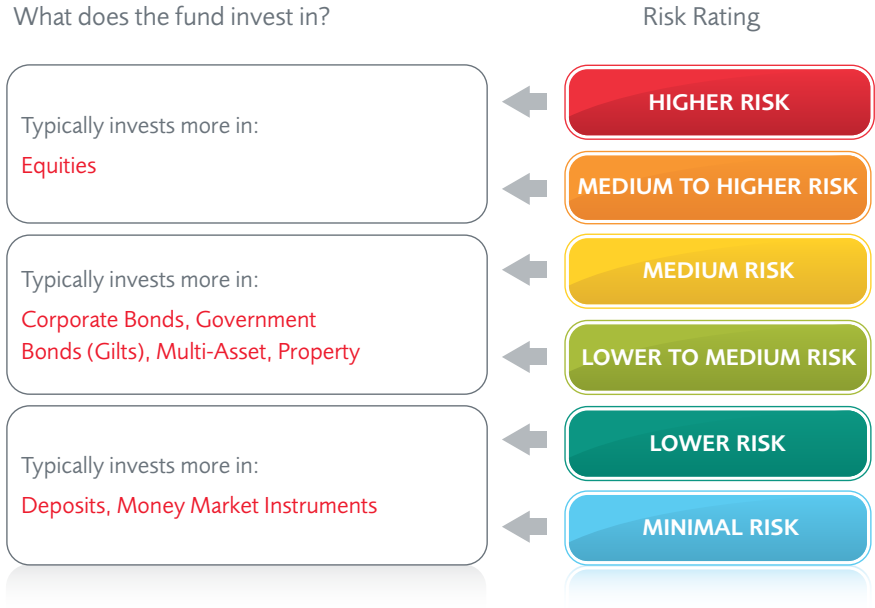 What does the fund invest in?
Risk Rating
Typically invests more in:
Equities
HIGHER RISK
MEDIUM TO HIGHER RISK
Typically invests more in:
Corporate Bonds, Government
Bonds (Gilts), Multi-Asset, Property
MEDIUM RISK
LOWER TO MEDIUM RISK
Typically invests more in:
Deposits, Money Market Instruments
LOWER RISK
MINIMAL RISK